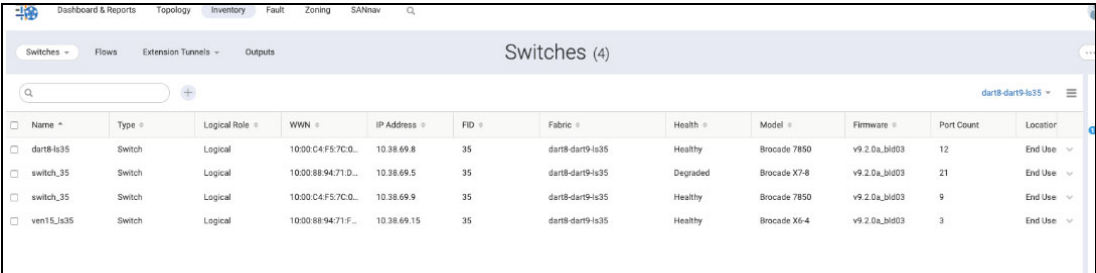 Dashboard & Reports Topology Inventory Fault Zoning SANnav
Switches Flows Extension Tunnels Outputs Switches (4)
dart8-dart9-ls35
Name Type Logical Role WWN IP Address FID Fabric Health Model Firmware Port Count Location
dart8-ls35 Switch Logical 10:00:C4:F5:7C:0... 10.38.69.8 35 dart8-dart9-ls35 Healthy Brocade 7850 v9.2.0a_bld03 12 End Use
switch_35 Switch Logical 10:00:88:94:71:D... 10.38.69.5 35 dart8-dart9-ls35 Degraded Brocade X7-8 v9.2.0a_bld03 21 End Use
switch_35 Switch Logical 10:00:C4:F5:7C:0... 10.38.69.9 35 dart8-dart9-ls35 Healthy Brocade 7850 v9.2.0a_bld03 9 End Use
ven15_ls35 Switch Logical 10:00:88:94:71:F... 10.38.69.15 35 dart8-dart9-ls35 Healthy Brocade X6-4 v9.2.0a_bld03 3 End Use